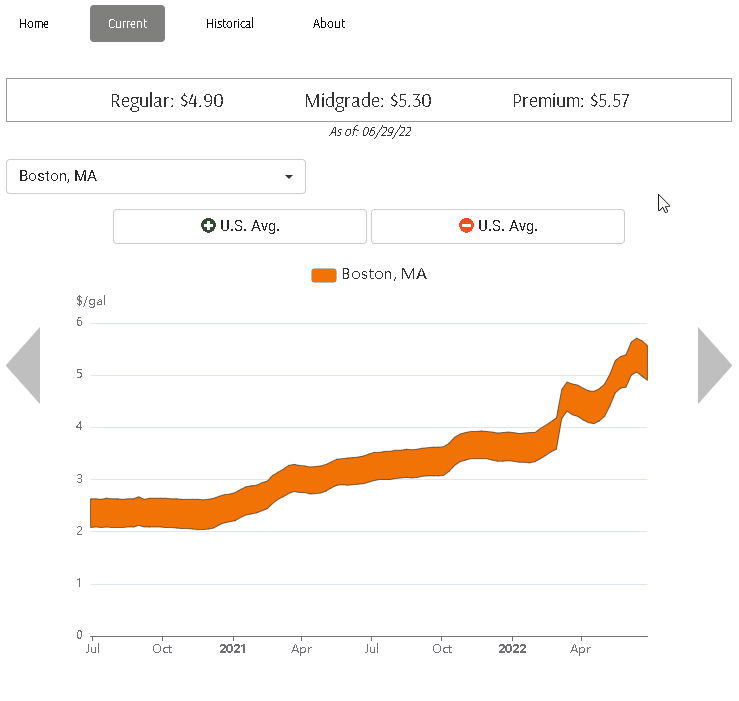 Home Current Historical About
Regular: $4.90 Midgrade: $5.30 Premium: $5.57
As of: 06/29/22
Boston, MA
U.S. Avg. U.S. Avg.
Boston, MA
$/gal
6
5
4
3
2
1
0
Jul Oct 2021 Apr Jul Oct 2022 Apr